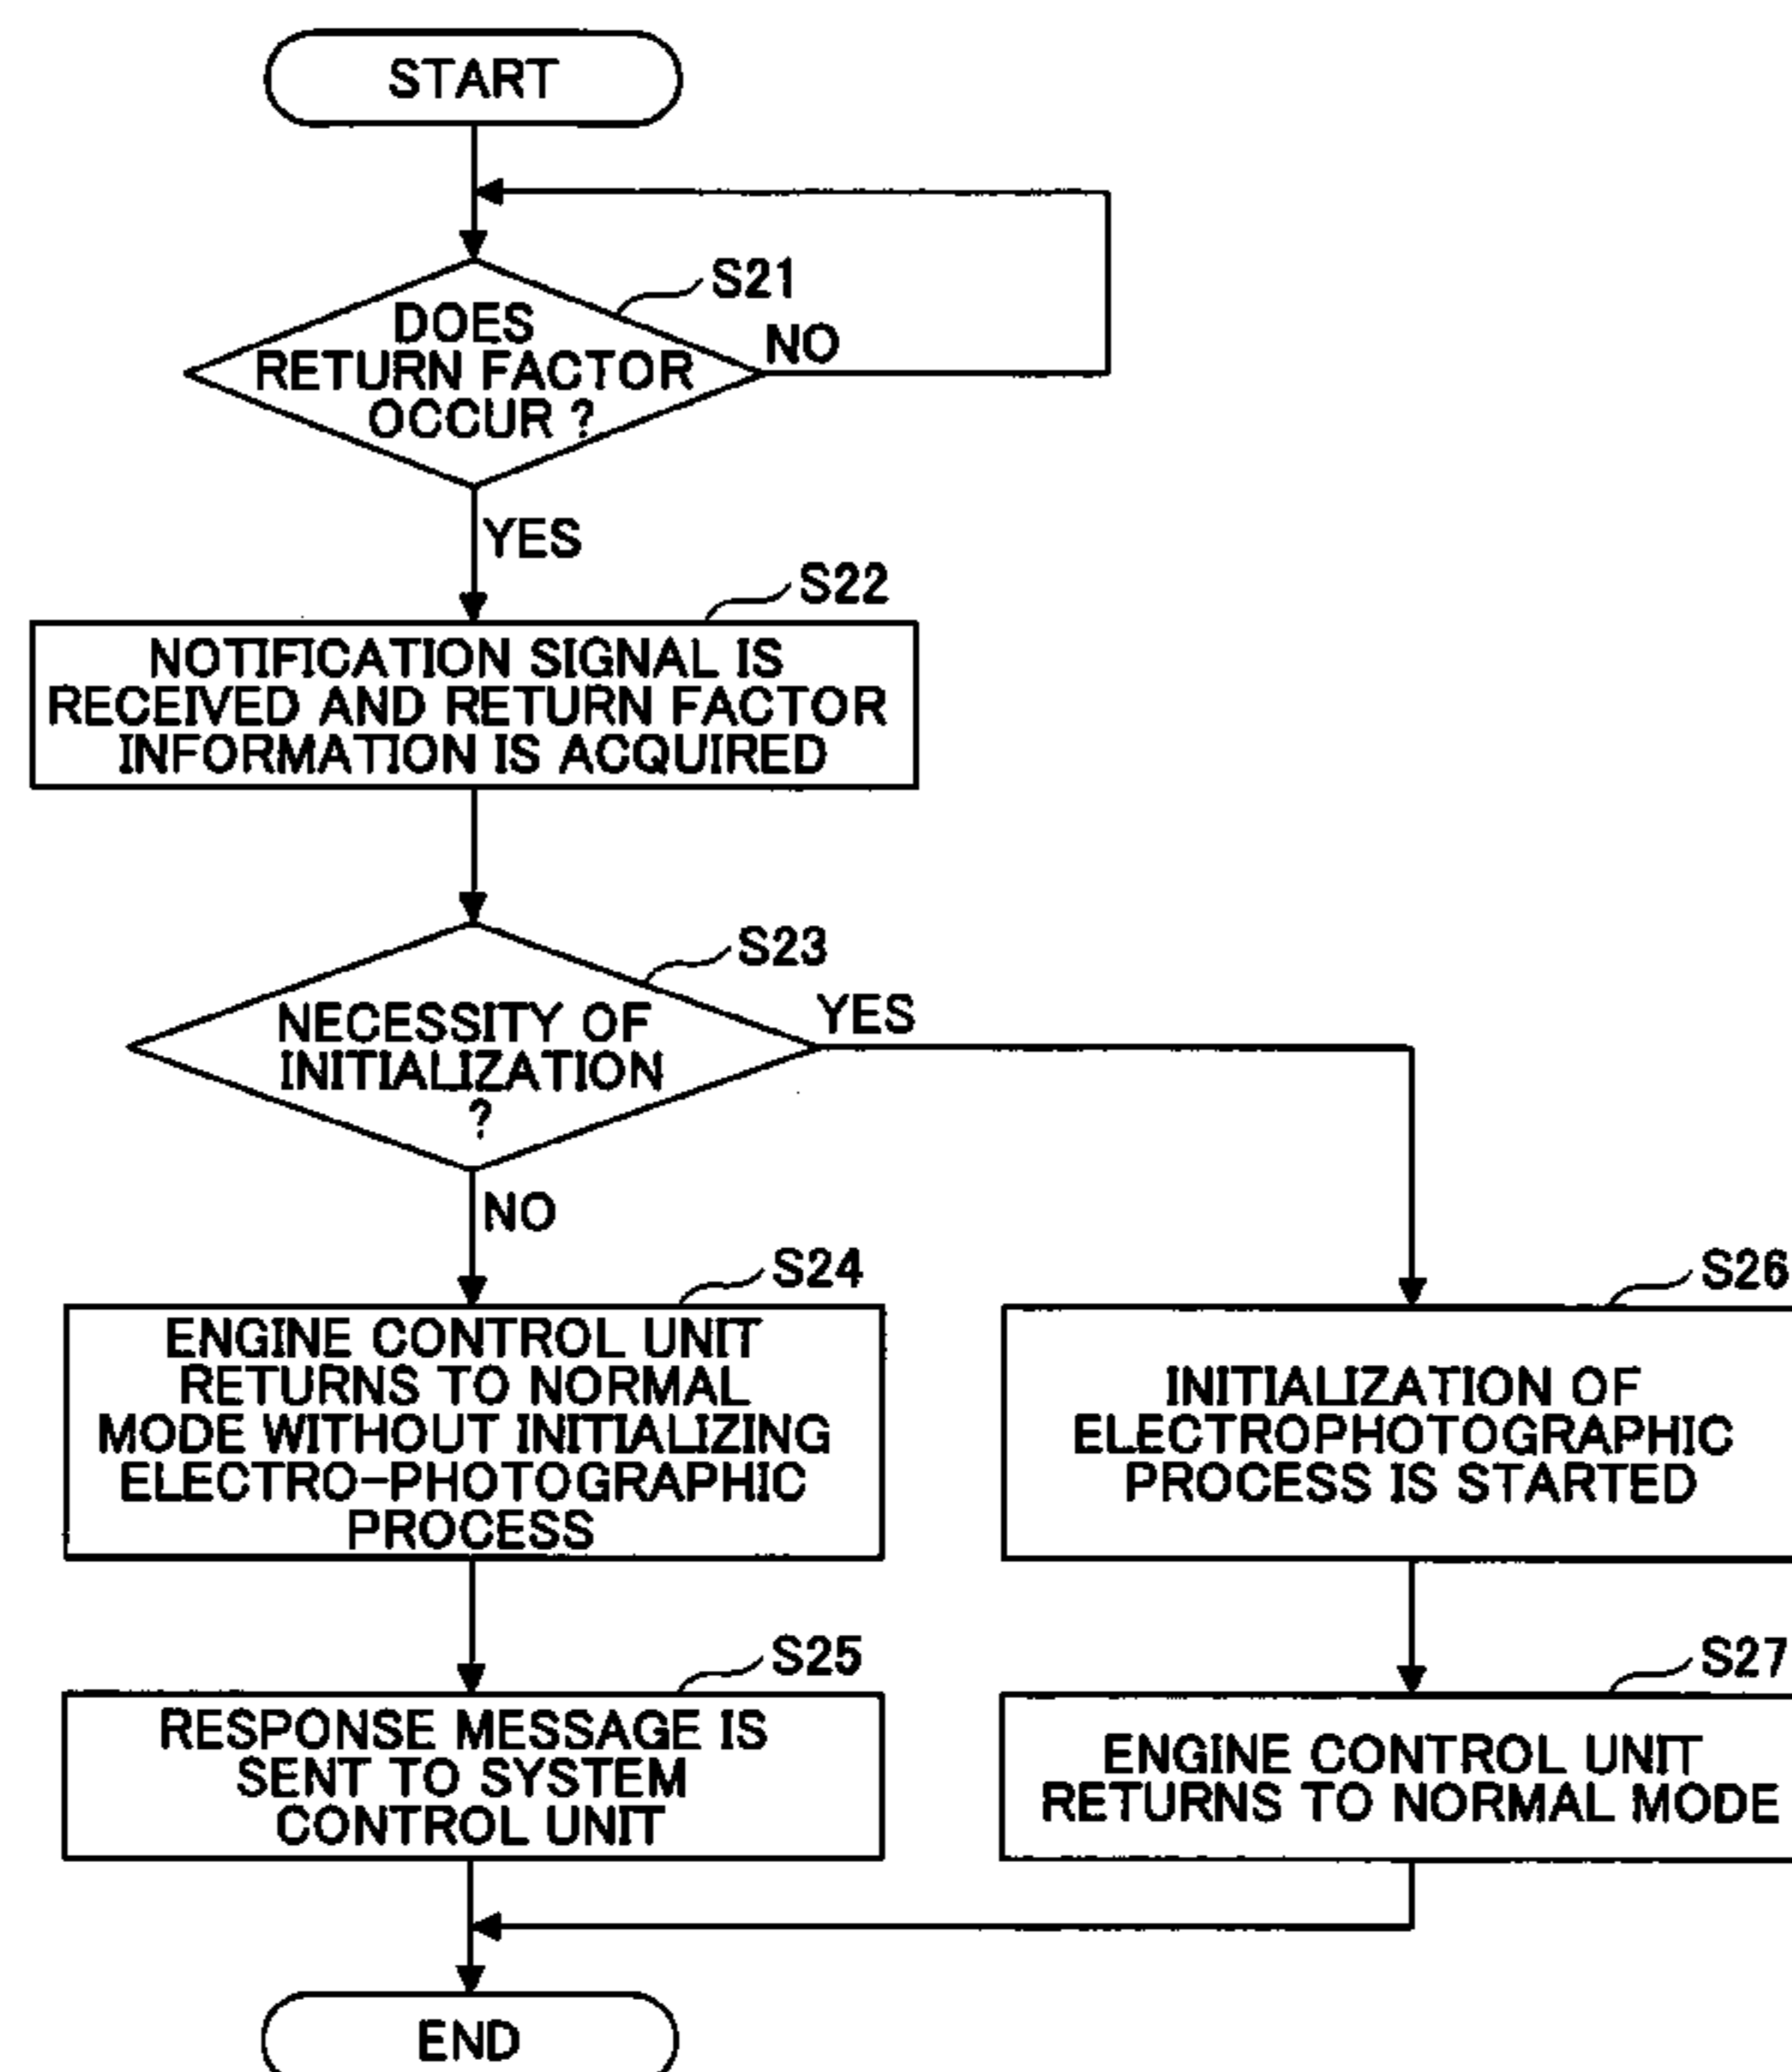 START
S21
DOES
RETURN FACTOR
OCCUR ?
NO
YES
S22
NOTIFICATION SIGNAL IS
RECEIVED AND RETURN FACTOR
INFORMATION IS ACQUIRED
S23
NECESSITY OF
INITIALIZATION
?
YES
NO
S24
ENGINE CONTROL UNIT
RETURNS TO NORMAL
MODE WITHOUT INITIALIZING
ELECTRO-PHOTOGRAPHIC
PROCESS
S26
INITIALIZATION OF
ELECTROPHOTOGRAPHIC
PROCESS IS STARTED
S25
RESPONSE MESSAGE IS
SENT TO SYSTEM
CONTROL UNIT
S27
ENGINE CONTROL UNIT
RETURNS TO NORMAL MODE
END